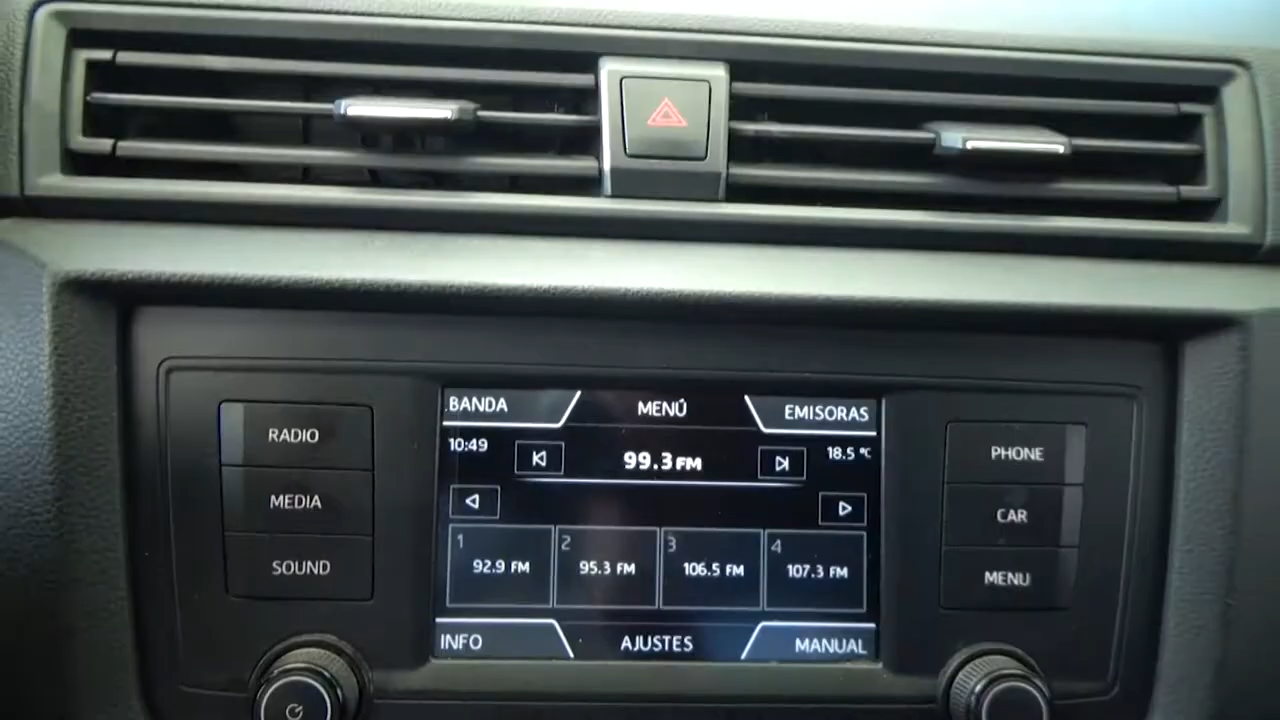 RADIO
MEDIA
SOUND
BANDA
MENÚ
EMISORAS
10:49
99.3 FM
18.5 °C
1
92.9 FM
2
95.3 FM
3
106.5 FM
4
107.3 FM
INFO
AJUSTES
MANUAL
PHONE
CAR
MENU